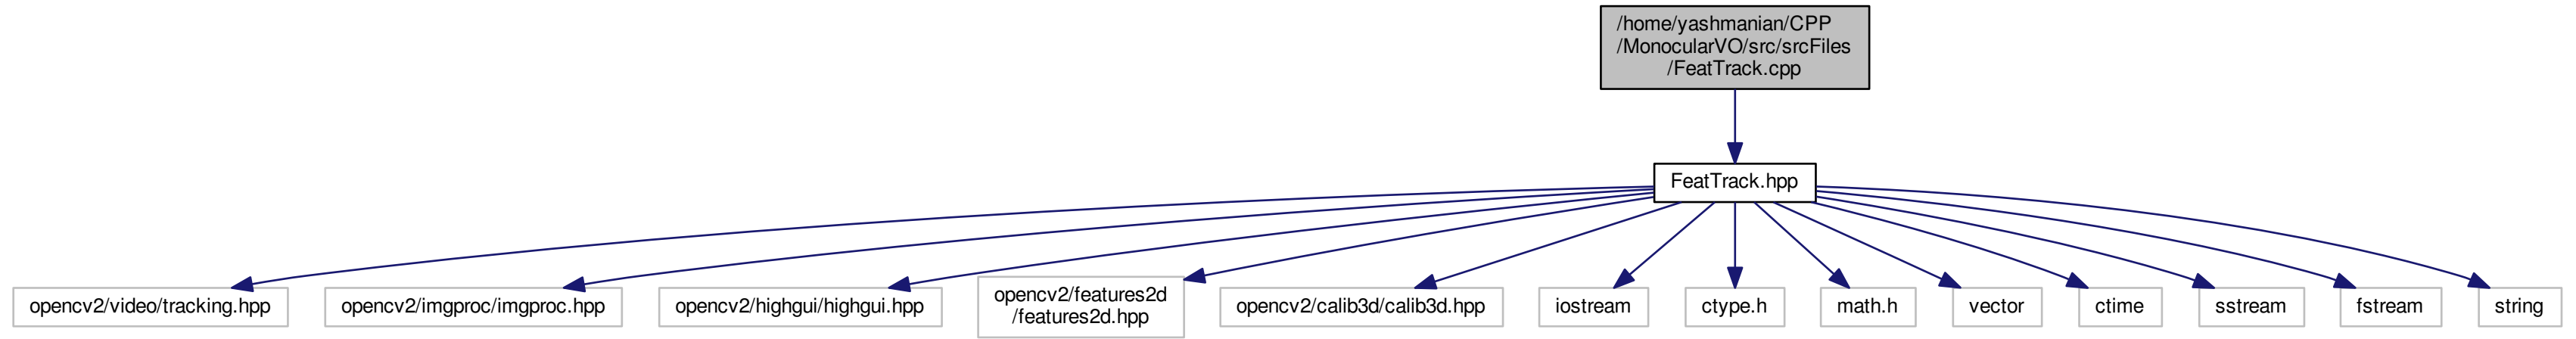 /home/yashmanian/CPP
/MonocularVO/src/srcFiles
/FeatTrack.cpp
FeatTrack.hpp
opencv2/video/tracking.hpp
opencv2/imgproc/imgproc.hpp
opencv2/highgui/highgui.hpp
opencv2/features2d
/features2d.hpp
opencv2/calib3d/calib3d.hpp
iostream
ctype.h
math.h
vector
ctime
sstream
fstream
string